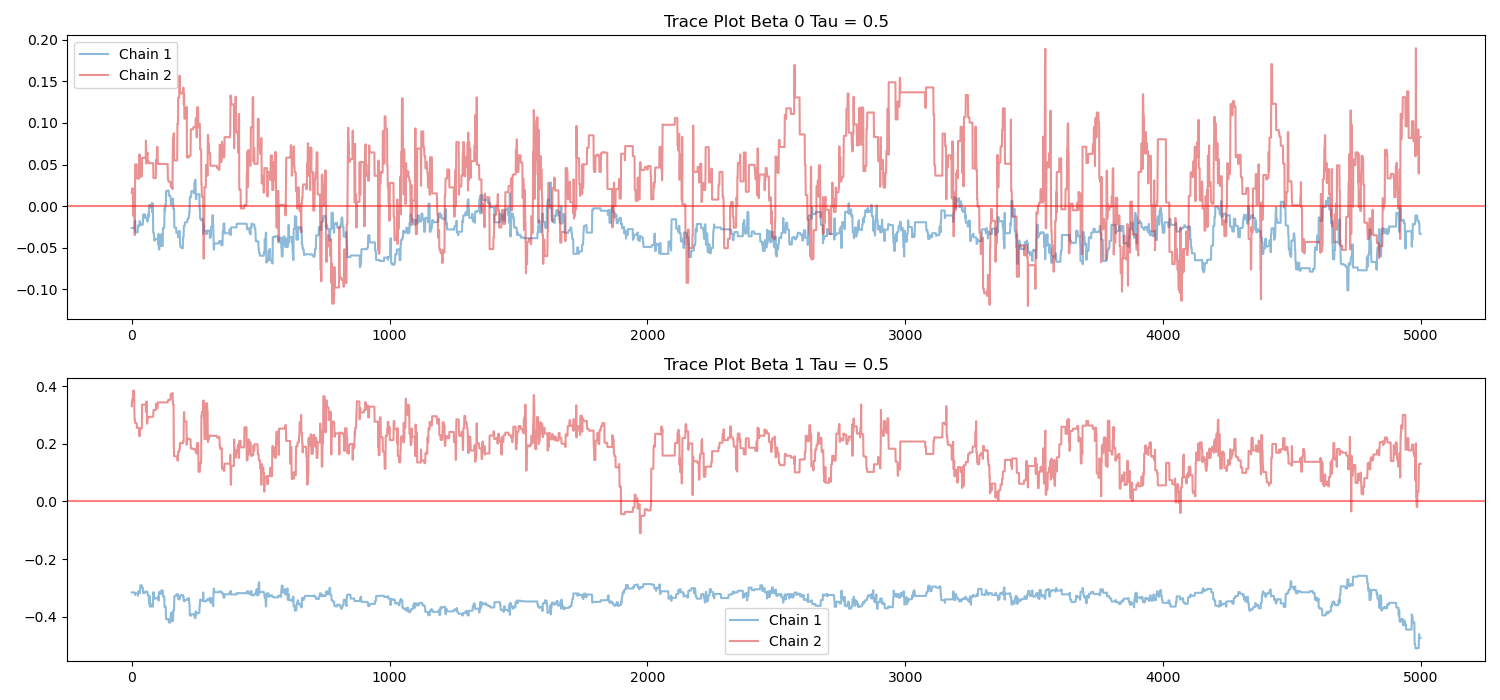 Trace Plot Beta 0 Tau = 0.5
0.20
0.15
0.10
0.05
0.00
−0.05
−0.10
Chain 1
Chain 2
0 1000 2000 3000 4000 5000
Trace Plot Beta 1 Tau = 0.5
0.4
0.2
0.0
−0.2
−0.4
Chain 1
Chain 2
0 1000 2000 3000 4000 5000